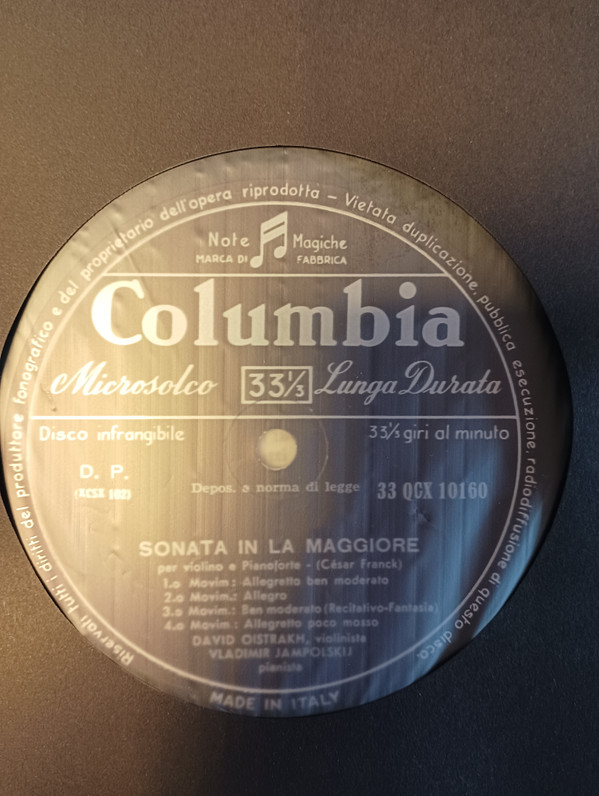 Riservati tutti i diritti del produttore fonografico e del proprietario dell'opera riprodotta – Vietata duplicazione, pubblica esecuzione, radiodiffusione di questo disco
Note Magiche
MARCA DI FABBRICA
Columbia
Microsolco 33⅓ Lunga Durata
Disco infrangibile 33⅓ giri al minuto
D. P.
Depos. a norma di legge 33 QCX 10160
SONATA IN LA MAGGIORE
per violino e Pianoforte - (César Franck)
1.o Movim.: Allegretto ben moderato
2.o Movim.: Allegro
3.o Movim.: Ben moderato (Recitativo-Fantasia)
4.o Movim.: Allegretto poco mosso
DAVID OISTRAKH, violinista
VLADIMIR JAMPOLSKIJ
pianista
MADE IN ITALY